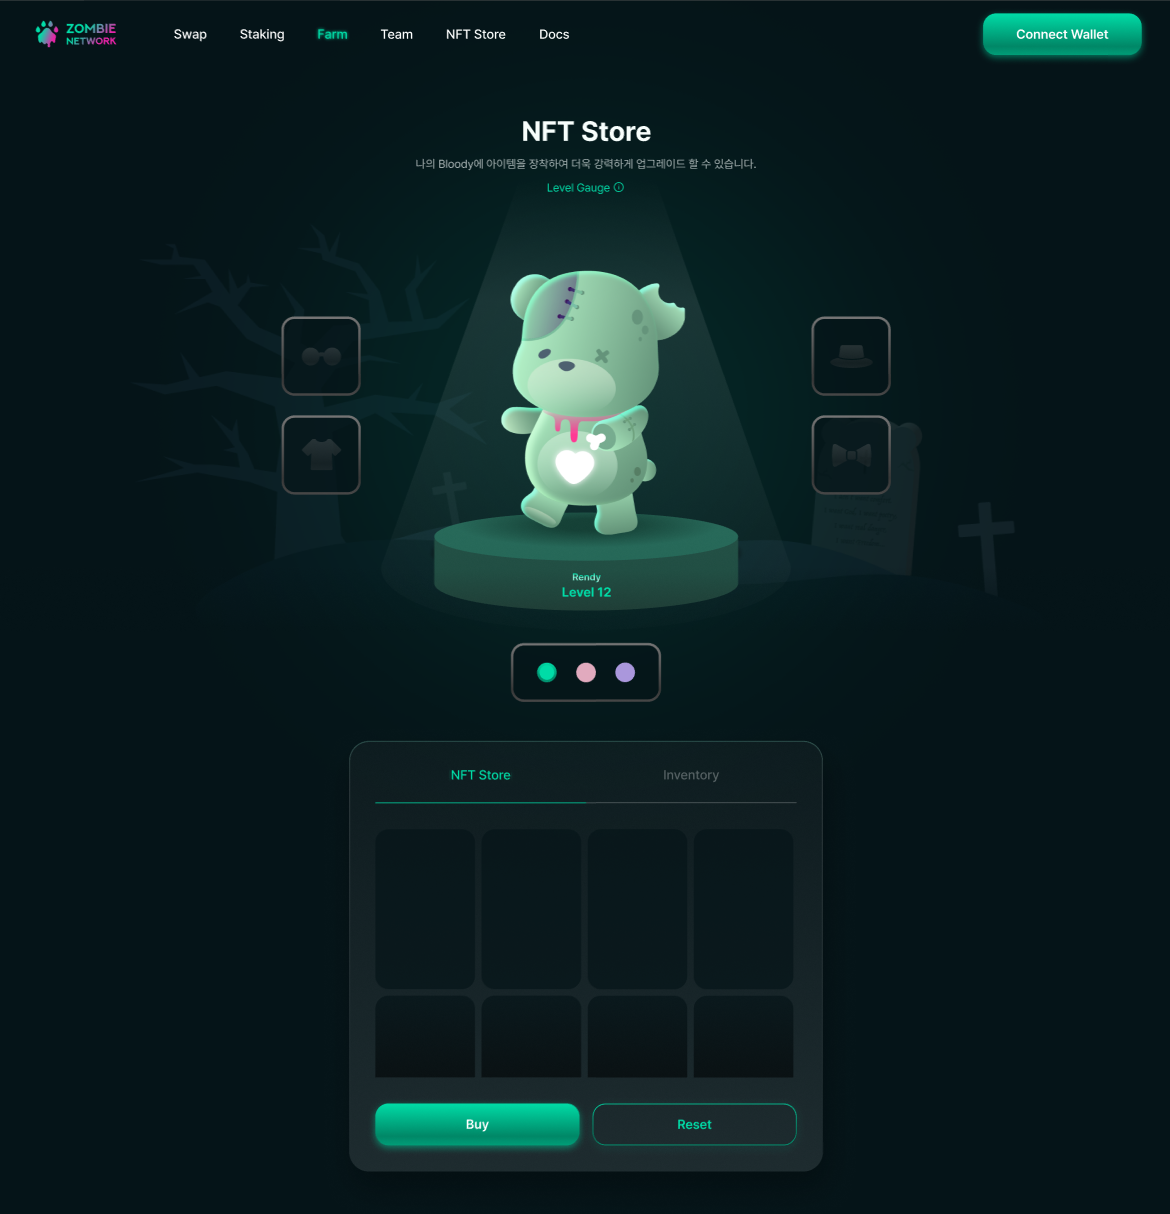 ZOMBIE
NETWORK
Swap
Staking
Farm
Team
NFT Store
Docs
Connect Wallet
NFT Store
나의 Bloody에 아이템을 장착하여 더욱 강력하게 업그레이드 할 수 있습니다.
Level Gauge
Rendy
Level 12
NFT Store
Inventory
Buy
Reset